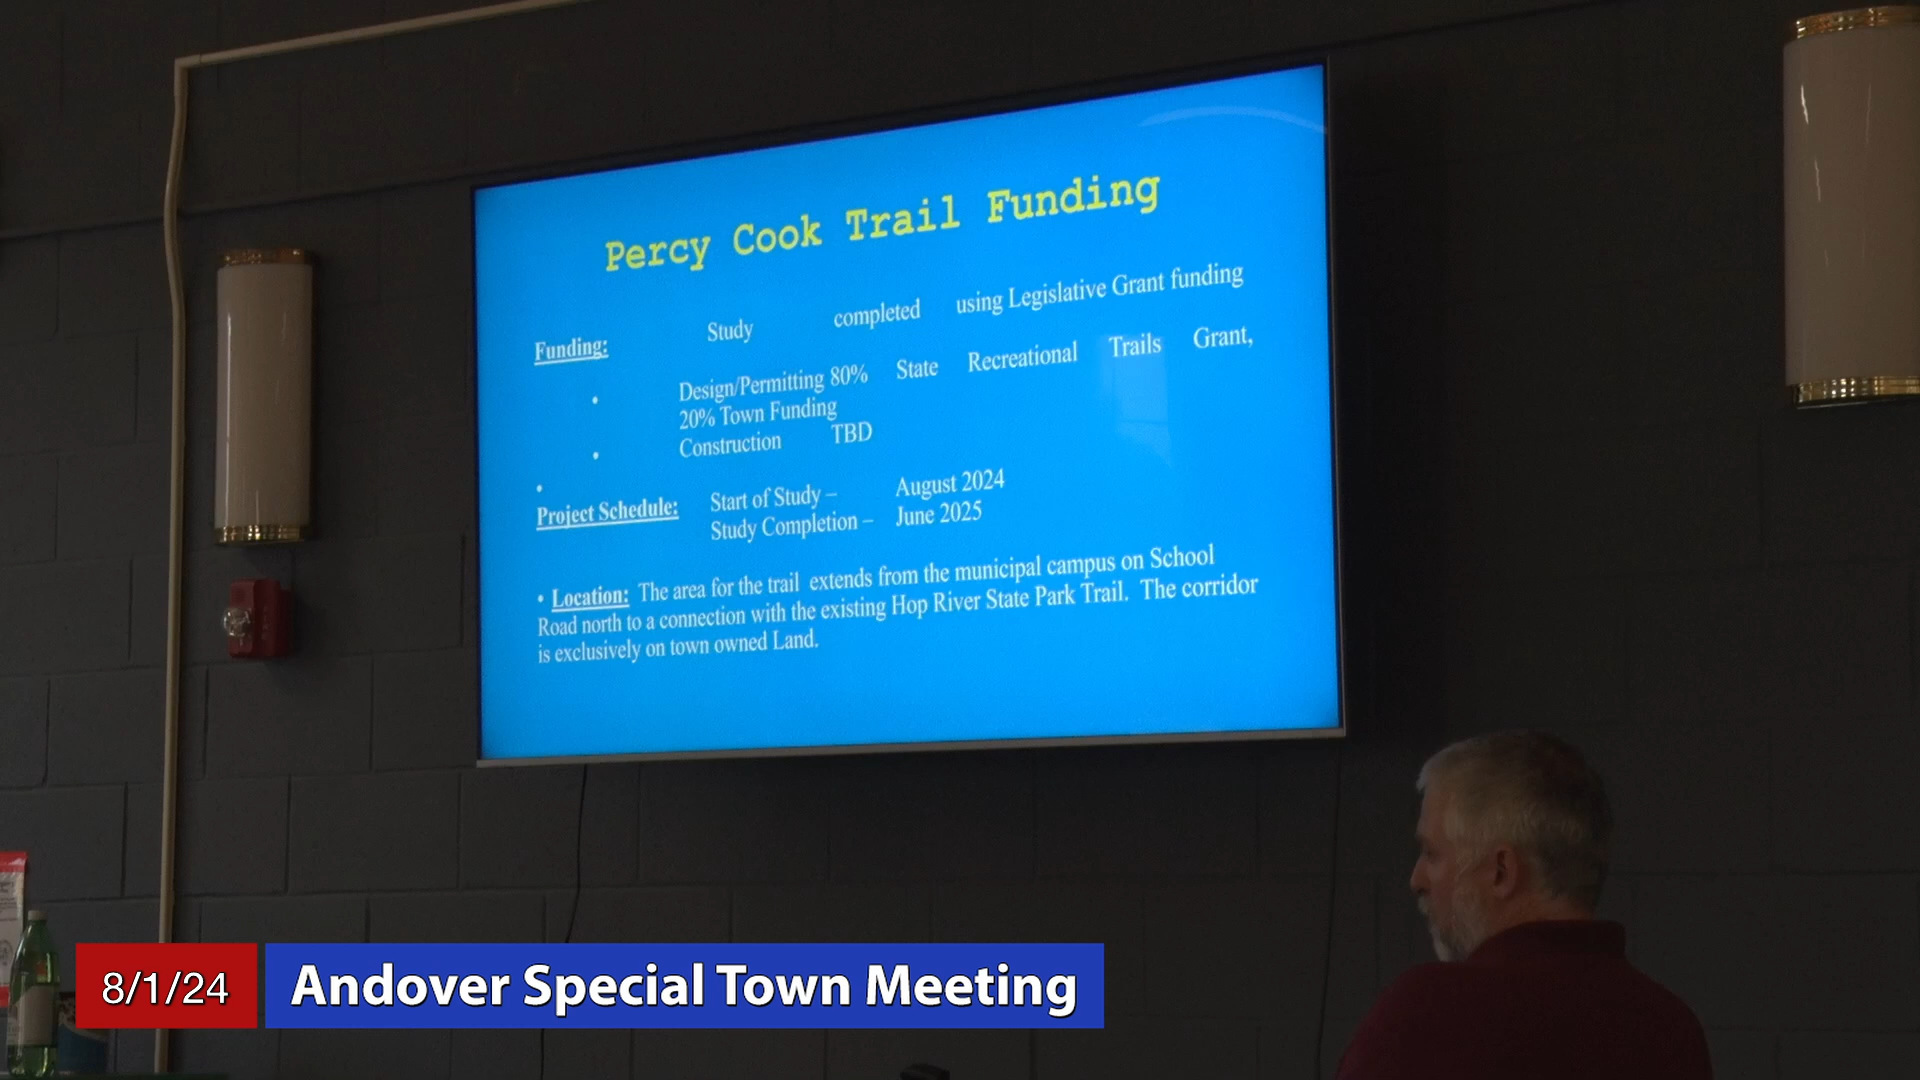 Percy Cook Trail Funding
Funding: Study completed using Legislative Grant funding
• Design/Permitting 80% State Recreational Trails Grant,
20% Town Funding
• Construction TBD
•
Project Schedule: Start of Study – August 2024
Study Completion – June 2025
• Location: The area for the trail extends from the municipal campus on School
Road north to a connection with the existing Hop River State Park Trail. The corridor
is exclusively on town owned Land.
8/1/24 Andover Special Town Meeting